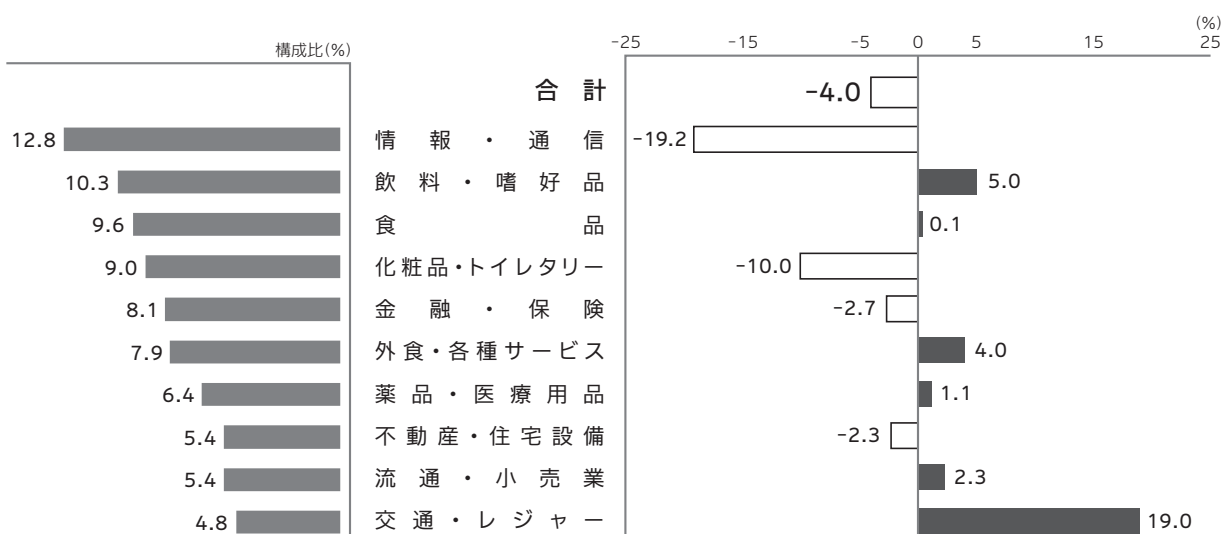 (%)
構成比(%)
-25 -15 -5 0 5 15 25
合計 -4.0
12.8 情報・通信 -19.2
10.3 飲料・嗜好品 5.0
9.6 食品 0.1
9.0 化粧品・トイレタリー -10.0
8.1 金融・保険 -2.7
7.9 外食・各種サービス 4.0
6.4 薬品・医療用品 1.1
5.4 不動産・住宅設備 -2.3
5.4 流通・小売業 2.3
4.8 交通・レジャー 19.0